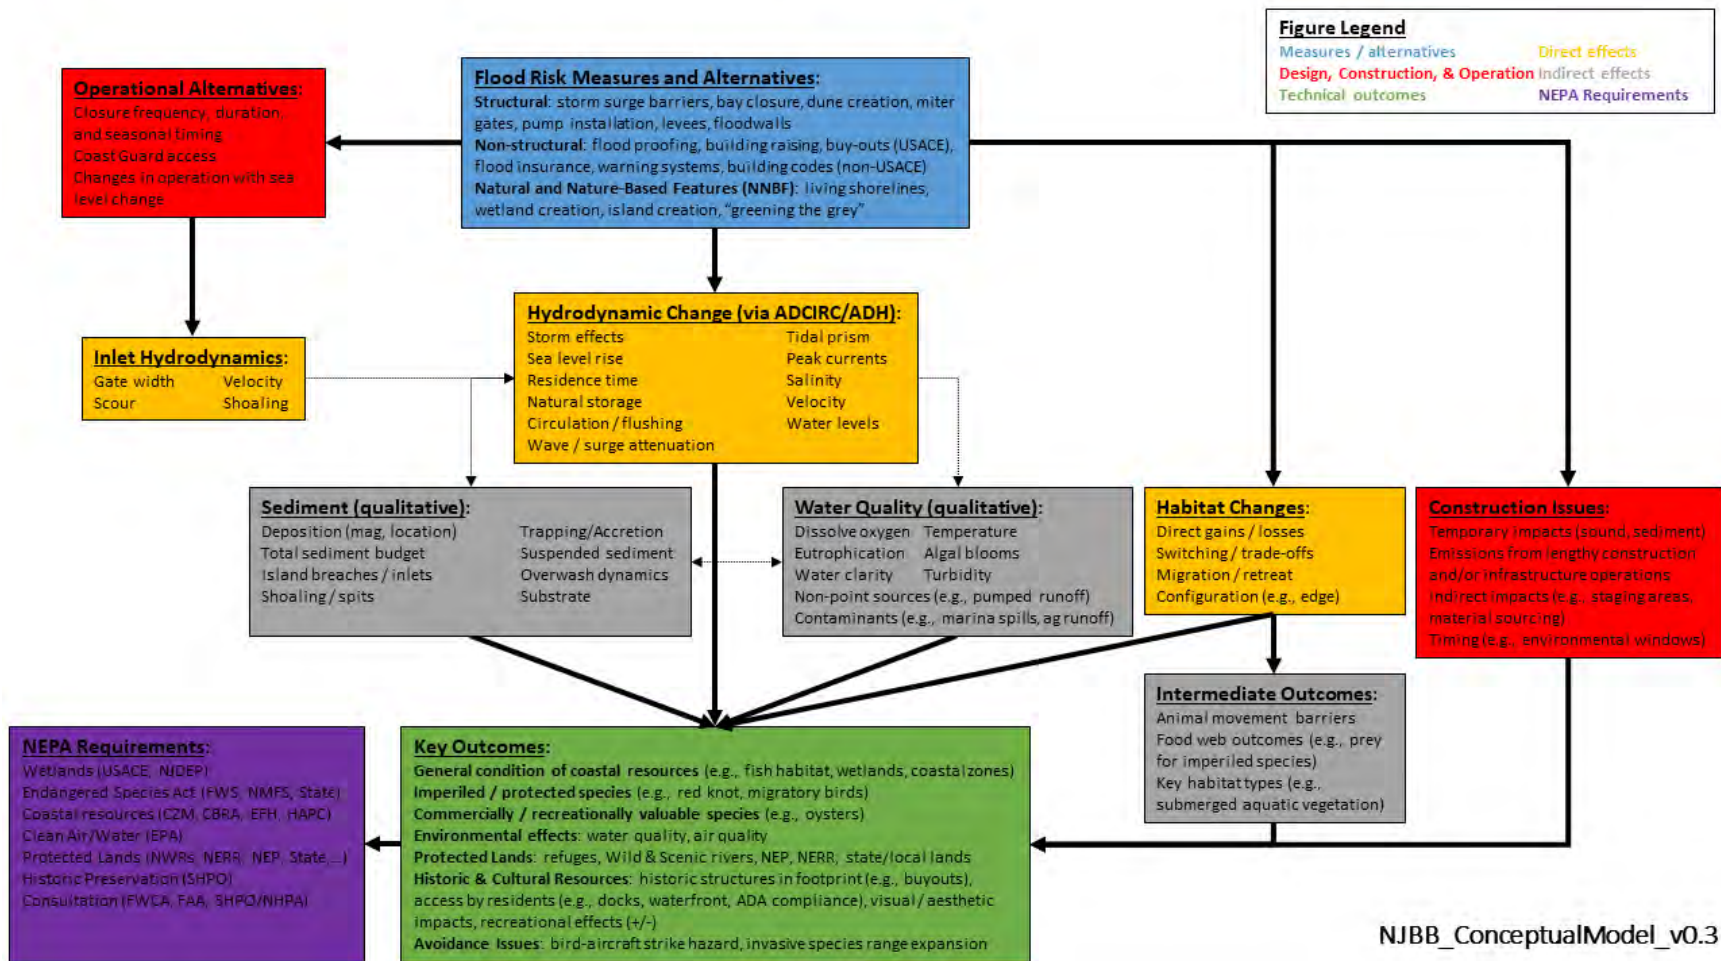 Figure Legend
Measures / alternatives
Direct effects
Design, Construction, & Operation
Indirect effects
Technical outcomes
NEPA Requirements
Operational Alternatives:
Closure frequency, duration,
and seasonal timing
Coast Guard access
Changes in operation with sea
level change
Flood Risk Measures and Alternatives:
Structural: storm surge barriers, bay closure, dune creation, miter
gates, pump installation, levees, floodwalls
Non-structural: flood proofing, building raising, buy-outs (USACE),
flood insurance, warning systems, building codes (non-USACE)
Natural and Nature-Based Features (NNBF): living shorelines,
wetland creation, island creation, "greening the grey"
Inlet Hydrodynamics:
Gate width Velocity
Scour Shoaling
Hydrodynamic Change (via ADCIRC/ADH):
Storm effects Tidal prism
Sea level rise Peak currents
Residence time Salinity
Natural storage Velocity
Circulation / flushing Water levels
Wave / surge attenuation
Sediment (qualitative):
Deposition (mag, location) Trapping/Accretion
Total sediment budget Suspended sediment
Island breaches / inlets Overwash dynamics
Shoaling / spits Substrate
Water Quality (qualitative):
Dissolve oxygen Temperature
Eutrophication Algal blooms
Water clarity Turbidity
Non-point sources (e.g., pumped runoff)
Contaminants (e.g., marina spills, ag runoff)
Habitat Changes:
Direct gains / losses
Switching / trade-offs
Migration / retreat
Configuration (e.g., edge)
Construction Issues:
Temporary impacts (sound, sediment)
Emissions from lengthy construction
and/or infrastructure operations
Indirect impacts (e.g., staging areas,
material sourcing)
Timing (e.g., environmental windows)
Intermediate Outcomes:
Animal movement barriers
Food web outcomes (e.g., prey
for imperiled species)
Key habitat types (e.g.,
submerged aquatic vegetation)
NEPA Requirements:
Wetlands (USACE, NJDEP)
Endangered Species Act (FWS, NMFS, State)
Coastal resources (CZM, CBRA, EFH, HAPC)
Clean Air/Water (EPA)
Protected Lands (NWRs, NERR, NEP, State,...)
Historic Preservation (SHPO)
Consultation (FWCA, FAA, SHPO/NHPA)
Key Outcomes:
General condition of coastal resources (e.g., fish habitat, wetlands, coastal zones)
Imperiled / protected species (e.g., red knot, migratory birds)
Commercially / recreationally valuable species (e.g., oysters)
Environmental effects: water quality, air quality
Protected Lands: refuges, Wild & Scenic rivers, NEP, NERR, state/local lands
Historic & Cultural Resources: historic structures in footprint (e.g., buyouts),
access by residents (e.g., docks, waterfront, ADA compliance), visual / aesthetic
impacts, recreational effects (+/-)
Avoidance Issues: bird-aircraft strike hazard, invasive species range expansion
NJBB_ConceptualModel_v0.3